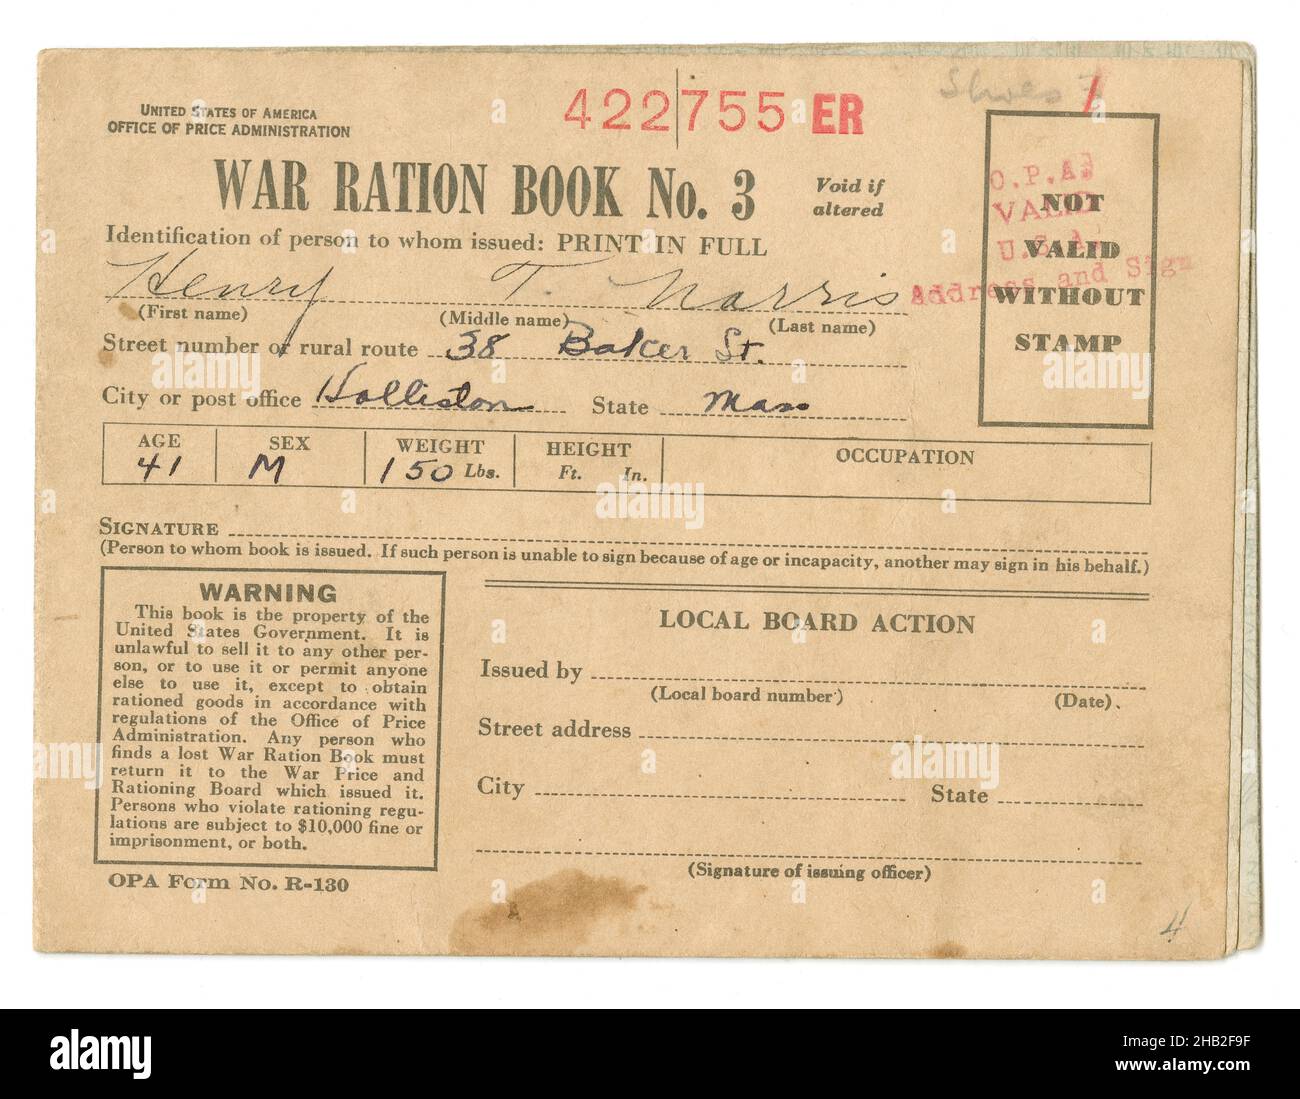 UNITED STATES OF AMERICA
OFFICE OF PRICE ADMINISTRATION
422755 ER
Shoes
WAR RATION BOOK No. 3
Void if
altered
O.P.A.
VALID
U.S.A.
Address and Sign
NOT
VALID
WITHOUT
STAMP
Identification of person to whom issued: PRINT IN FULL
Henry T. Narris
(First name) (Middle name) (Last name)
Street number or rural route 38 Baker St.
City or post office Holliston State Mass
AGE SEX WEIGHT HEIGHT OCCUPATION
41 M 150 Lbs. Ft. In.
SIGNATURE
(Person to whom book is issued. If such person is unable to sign because of age or incapacity, another may sign in his behalf.)
WARNING
This book is the property of the
United States Government. It is
unlawful to sell it to any other per-
son, or to use it or permit anyone
else to use it, except to obtain
rationed goods in accordance with
regulations of the Office of Price
Administration. Any person who
finds a lost War Ration Book must
return it to the War Price and
Rationing Board which issued it.
Persons who violate rationing regu-
lations are subject to $10,000 fine or
imprisonment, or both.
OPA Form No. R-130
LOCAL BOARD ACTION
Issued by
(Local board number) (Date)
Street address
City State
(Signature of issuing officer)
4
alamy
Image ID: 2HB2F9F
www.alamy.com